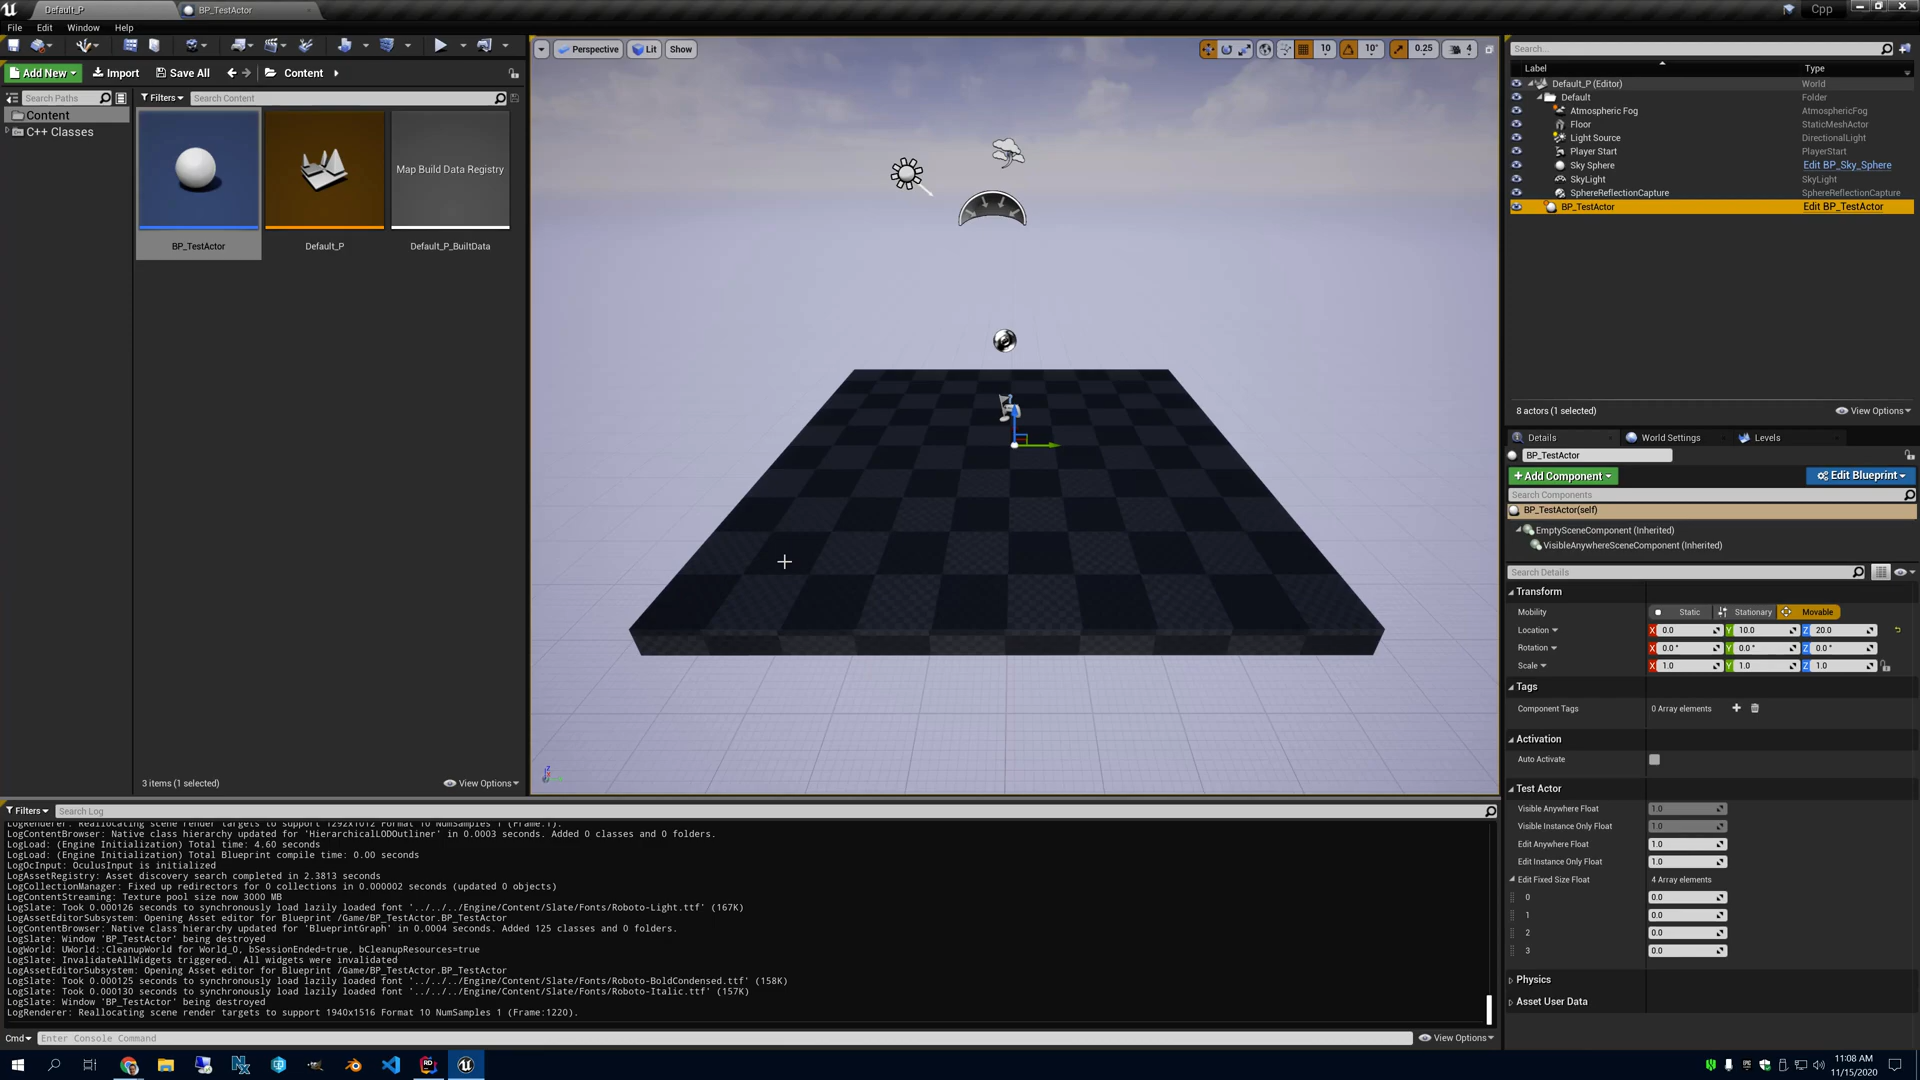 Default_P
BP_TestActor
Cpp
File Edit Window Help
Add New
Import
Save All
Content
Search Paths
Filters
Search Content
Content
C++ Classes
Map Build Data Registry
BP_TestActor
Default_P
Default_P_BuiltData
3 items (1 selected)
View Options
Perspective
Lit
Show
10
10°
0.25
4
Search...
Label
Type
Default_P (Editor)
World
Default
Folder
Atmospheric Fog
AtmosphericFog
Floor
StaticMeshActor
Light Source
DirectionalLight
Player Start
PlayerStart
Sky Sphere
Edit BP_Sky_Sphere
SkyLight
SkyLight
SphereReflectionCapture
SphereReflectionCapture
BP_TestActor
Edit BP_TestActor
8 actors (1 selected)
View Options
Details
World Settings
Levels
BP_TestActor
+Add Component
Edit Blueprint
Search Components
BP_TestActor(self)
EmptySceneComponent (Inherited)
VisibleAnywhereSceneComponent (Inherited)
Search Details
Transform
Mobility
Static
Stationary
Movable
Location
X 0.0
Y 10.0
Z 20.0
Rotation
X 0.0 °
Y 0.0 °
Z 0.0 °
Scale
X 1.0
Y 1.0
Z 1.0
Tags
Component Tags
0 Array elements
Activation
Auto Activate
Test Actor
Visible Anywhere Float
1.0
Visible Instance Only Float
1.0
Edit Anywhere Float
1.0
Edit Instance Only Float
1.0
Edit Fixed Size Float
4 Array elements
0
0.0
1
0.0
2
0.0
3
0.0
Physics
Asset User Data
Filters
Search Log
LogRenderer: Reallocating scene render targets to support 1292x1012 Format 10 NumSamples 1 (Frame:1).
LogContentBrowser: Native class hierarchy updated for 'HierarchicalLODOutliner' in 0.0003 seconds. Added 0 classes and 0 folders.
LogLoad: (Engine Initialization) Total time: 4.60 seconds
LogLoad: (Engine Initialization) Total Blueprint compile time: 0.00 seconds
LogOcInput: OculusInput is initialized
LogAssetRegistry: Asset discovery search completed in 2.3813 seconds
LogCollectionManager: Fixed up redirectors for 0 collections in 0.000002 seconds (updated 0 objects)
LogContentStreaming: Texture pool size now 3000 MB
LogSlate: Took 0.000126 seconds to synchronously load lazily loaded font '../../../Engine/Content/Slate/Fonts/Roboto-Light.ttf' (167K)
LogAssetEditorSubsystem: Opening Asset editor for Blueprint /Game/BP_TestActor.BP_TestActor
LogContentBrowser: Native class hierarchy updated for 'BlueprintGraph' in 0.0004 seconds. Added 125 classes and 0 folders.
LogSlate: Window 'BP_TestActor' being destroyed
LogWorld: UWorld::CleanupWorld for World_0, bSessionEnded=true, bCleanupResources=true
LogSlate: InvalidateAllWidgets triggered.  All widgets were invalidated
LogAssetEditorSubsystem: Opening Asset editor for Blueprint /Game/BP_TestActor.BP_TestActor
LogSlate: Took 0.000125 seconds to synchronously load lazily loaded font '../../../Engine/Content/Slate/Fonts/Roboto-BoldCondensed.ttf' (158K)
LogSlate: Took 0.000130 seconds to synchronously load lazily loaded font '../../../Engine/Content/Slate/Fonts/Roboto-Italic.ttf' (157K)
LogSlate: Window 'BP_TestActor' being destroyed
LogRenderer: Reallocating scene render targets to support 1940x1516 Format 10 NumSamples 1 (Frame:1220).
Cmd
Enter Console Command
View Options
11:08 AM
11/15/2020